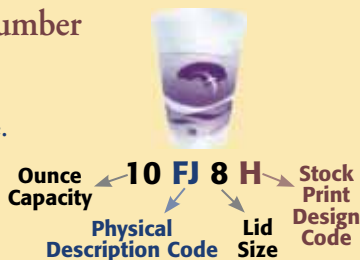 umber
e.
10 FJ 8 H
Ounce
Capacity
Physical
Description Code
Lid
Size
Stock
Print
Design
Code